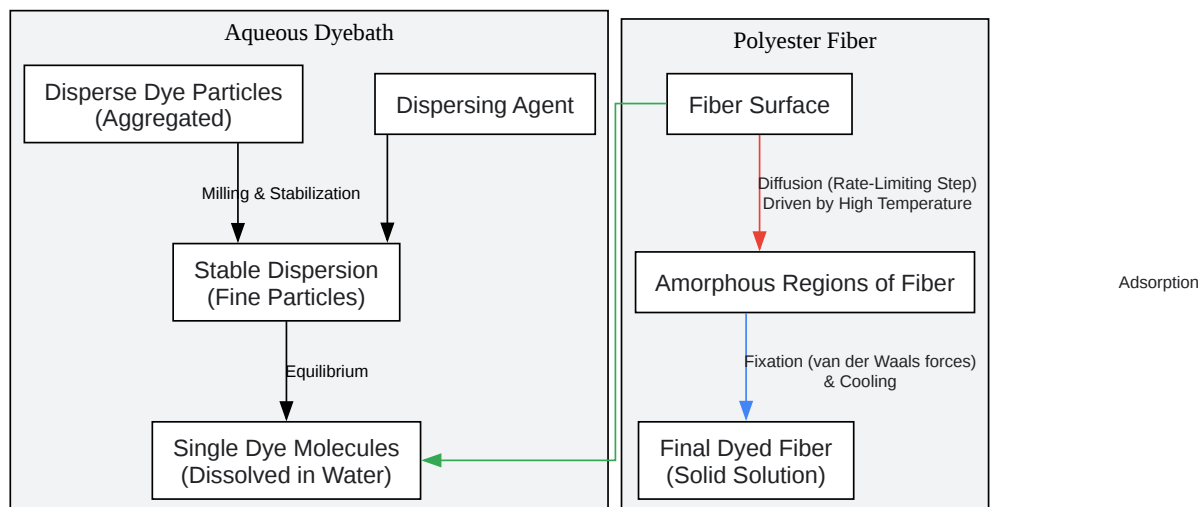 Aqueous Dyebath
Disperse Dye Particles
(Aggregated)
Dispersing Agent
Milling & Stabilization
Stable Dispersion
(Fine Particles)
Equilibrium
Single Dye Molecules
(Dissolved in Water)
Polyester Fiber
Fiber Surface
Diffusion (Rate-Limiting Step)
Driven by High Temperature
Amorphous Regions of Fiber
Fixation (van der Waals forces)
& Cooling
Final Dyed Fiber
(Solid Solution)
Adsorption